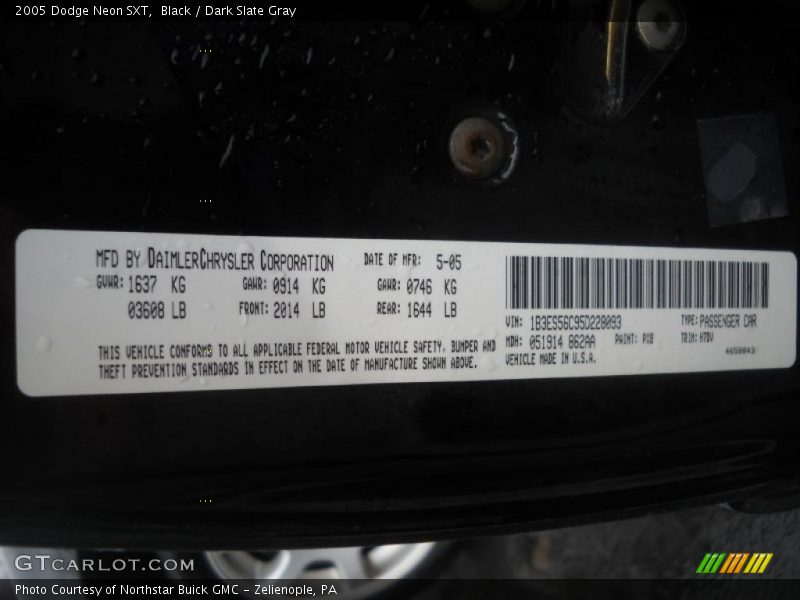 2005 Dodge Neon SXT, Black / Dark Slate Gray
MFD BY DAIMLERCHRYSLER CORPORATION DATE OF MFR: 5-05
GVWR: 1637 KG GAWR: 0914 KG GAWR: 0746 KG
03608 LB FRONT: 2014 LB REAR: 1644 LB
THIS VEHICLE CONFORMS TO ALL APPLICABLE FEDERAL MOTOR VEHICLE SAFETY, BUMPER AND
THEFT PREVENTION STANDARDS IN EFFECT ON THE DATE OF MANUFACTURE SHOWN ABOVE.
VIN: 1B3ES56C95D228093 TYPE: PASSENGER CAR
MDH: 051914 862AA PAINT: PX8 TRIM: H7DV
VEHICLE MADE IN U.S.A.
GTCARLOT.COM
Photo Courtesy of Northstar Buick GMC - Zelienople, PA